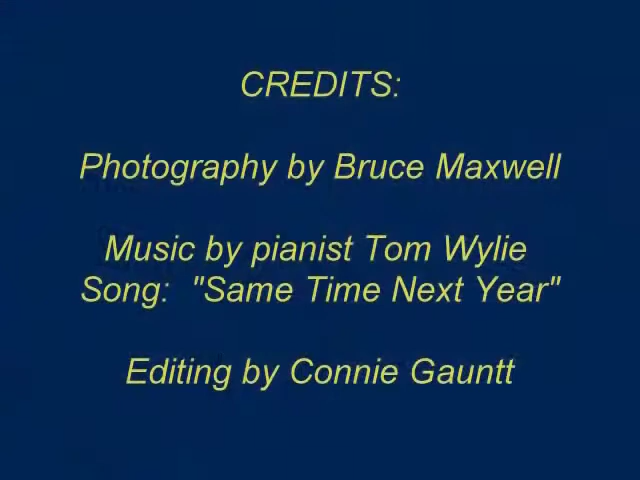 CREDITS:
Photography by Bruce Maxwell
Music by pianist Tom Wylie
Song:  "Same Time Next Year"
Editing by Connie Gauntt